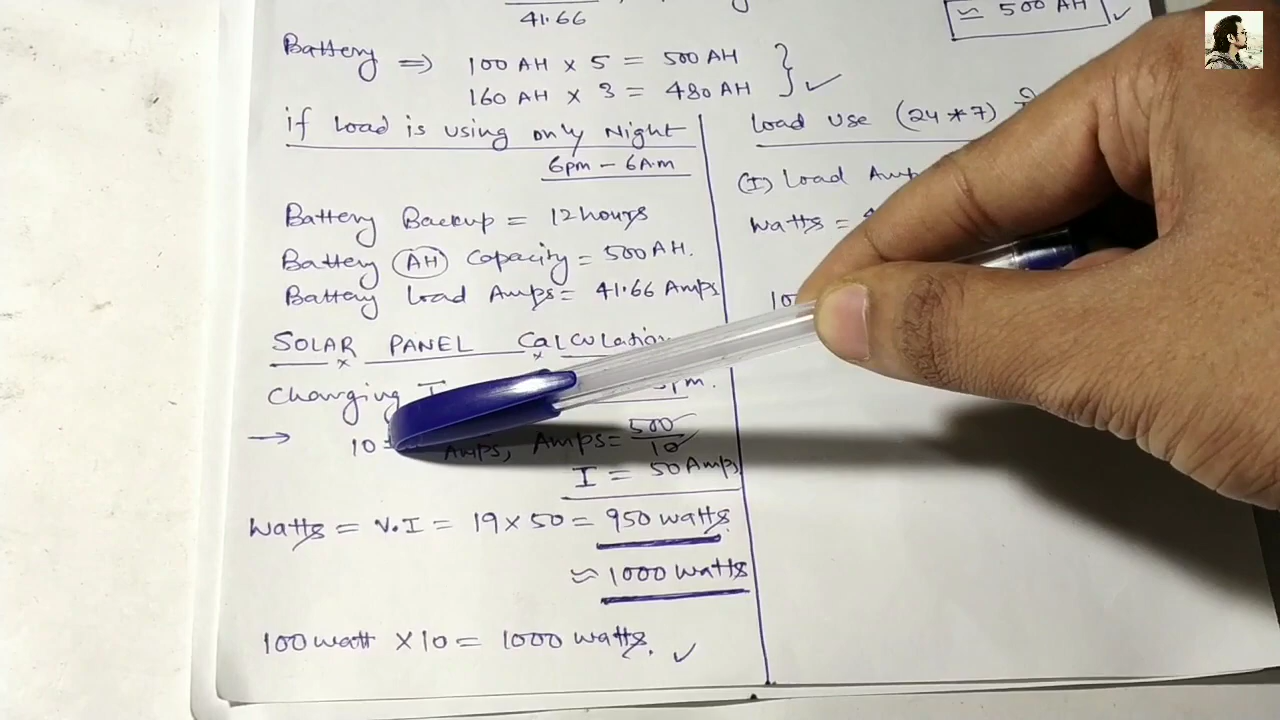 41.66
≈ 500 AH
Battery ⇒ 100 AH × 5 = 500 AH
160 AH × 3 = 480 AH
if Load is using only Night
6pm – 6A.m
Battery Backup = 12 hours
Battery AH Capacity = 500 AH.
Battery Load Amps = 41.66 Amps
SOLAR PANEL Calculation
Charging
→ 10 Amps, Amps = 500/10
I = 50 Amps
Watts = V.I = 19 × 50 = 950 watts
≈ 1000 watts
100 watt × 10 = 1000 watts.
Load use (24*7)
(I) Load
Watts =